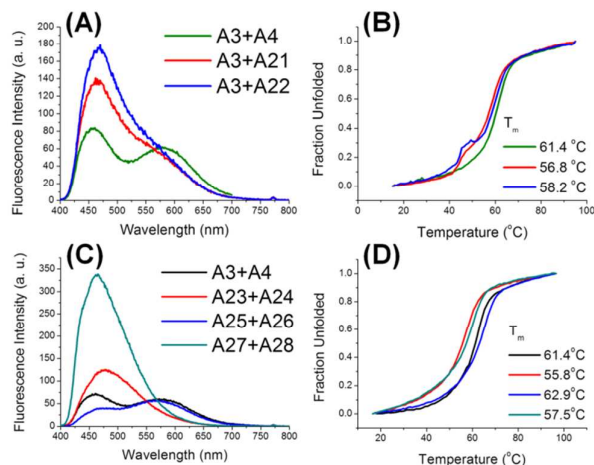 (A)
Fluorescence Intensity (a. u.)
180
160
140
120
100
80
60
40
20
0
400 450 500 550 600 650 700 750 800
Wavelength (nm)
A3+A4
A3+A21
A3+A22
(B)
Fraction Unfolded
1.0
0.8
0.6
0.4
0.2
0.0
0 20 40 60 80 100
Temperature (°C)
Tm
61.4 °C
56.8 °C
58.2 °C
(C)
Fluorescence Intensity (a. u.)
350
300
250
200
150
100
50
0
400 450 500 550 600 650 700 750 800
Wavelength (nm)
A3+A4
A23+A24
A25+A26
A27+A28
(D)
Fraction Unfolded
1.0
0.8
0.6
0.4
0.2
0.0
20 40 60 80 100
Temperature (°C)
Tm
61.4°C
55.8°C
62.9°C
57.5°C